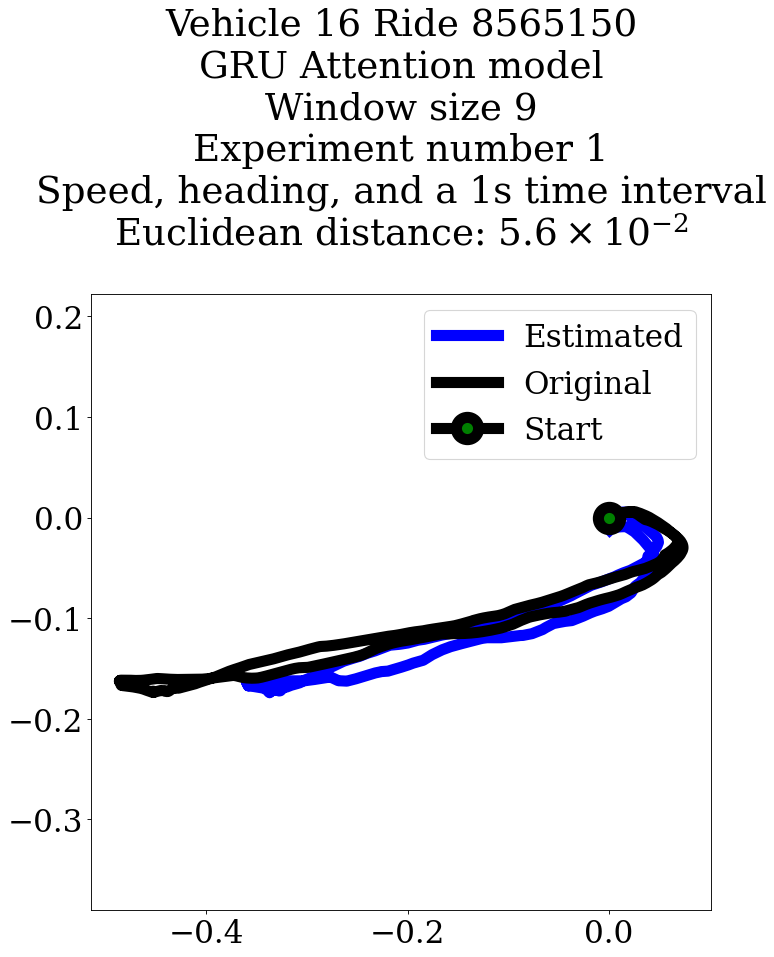 Vehicle 16 Ride 8565150
GRU Attention model
Window size 9
Experiment number 1
Speed, heading, and a 1s time interval
Euclidean distance: 5.6 × 10⁻²
Estimated
Original
Start
0.2
0.1
0.0
−0.1
−0.2
−0.3
−0.4
−0.2
0.0